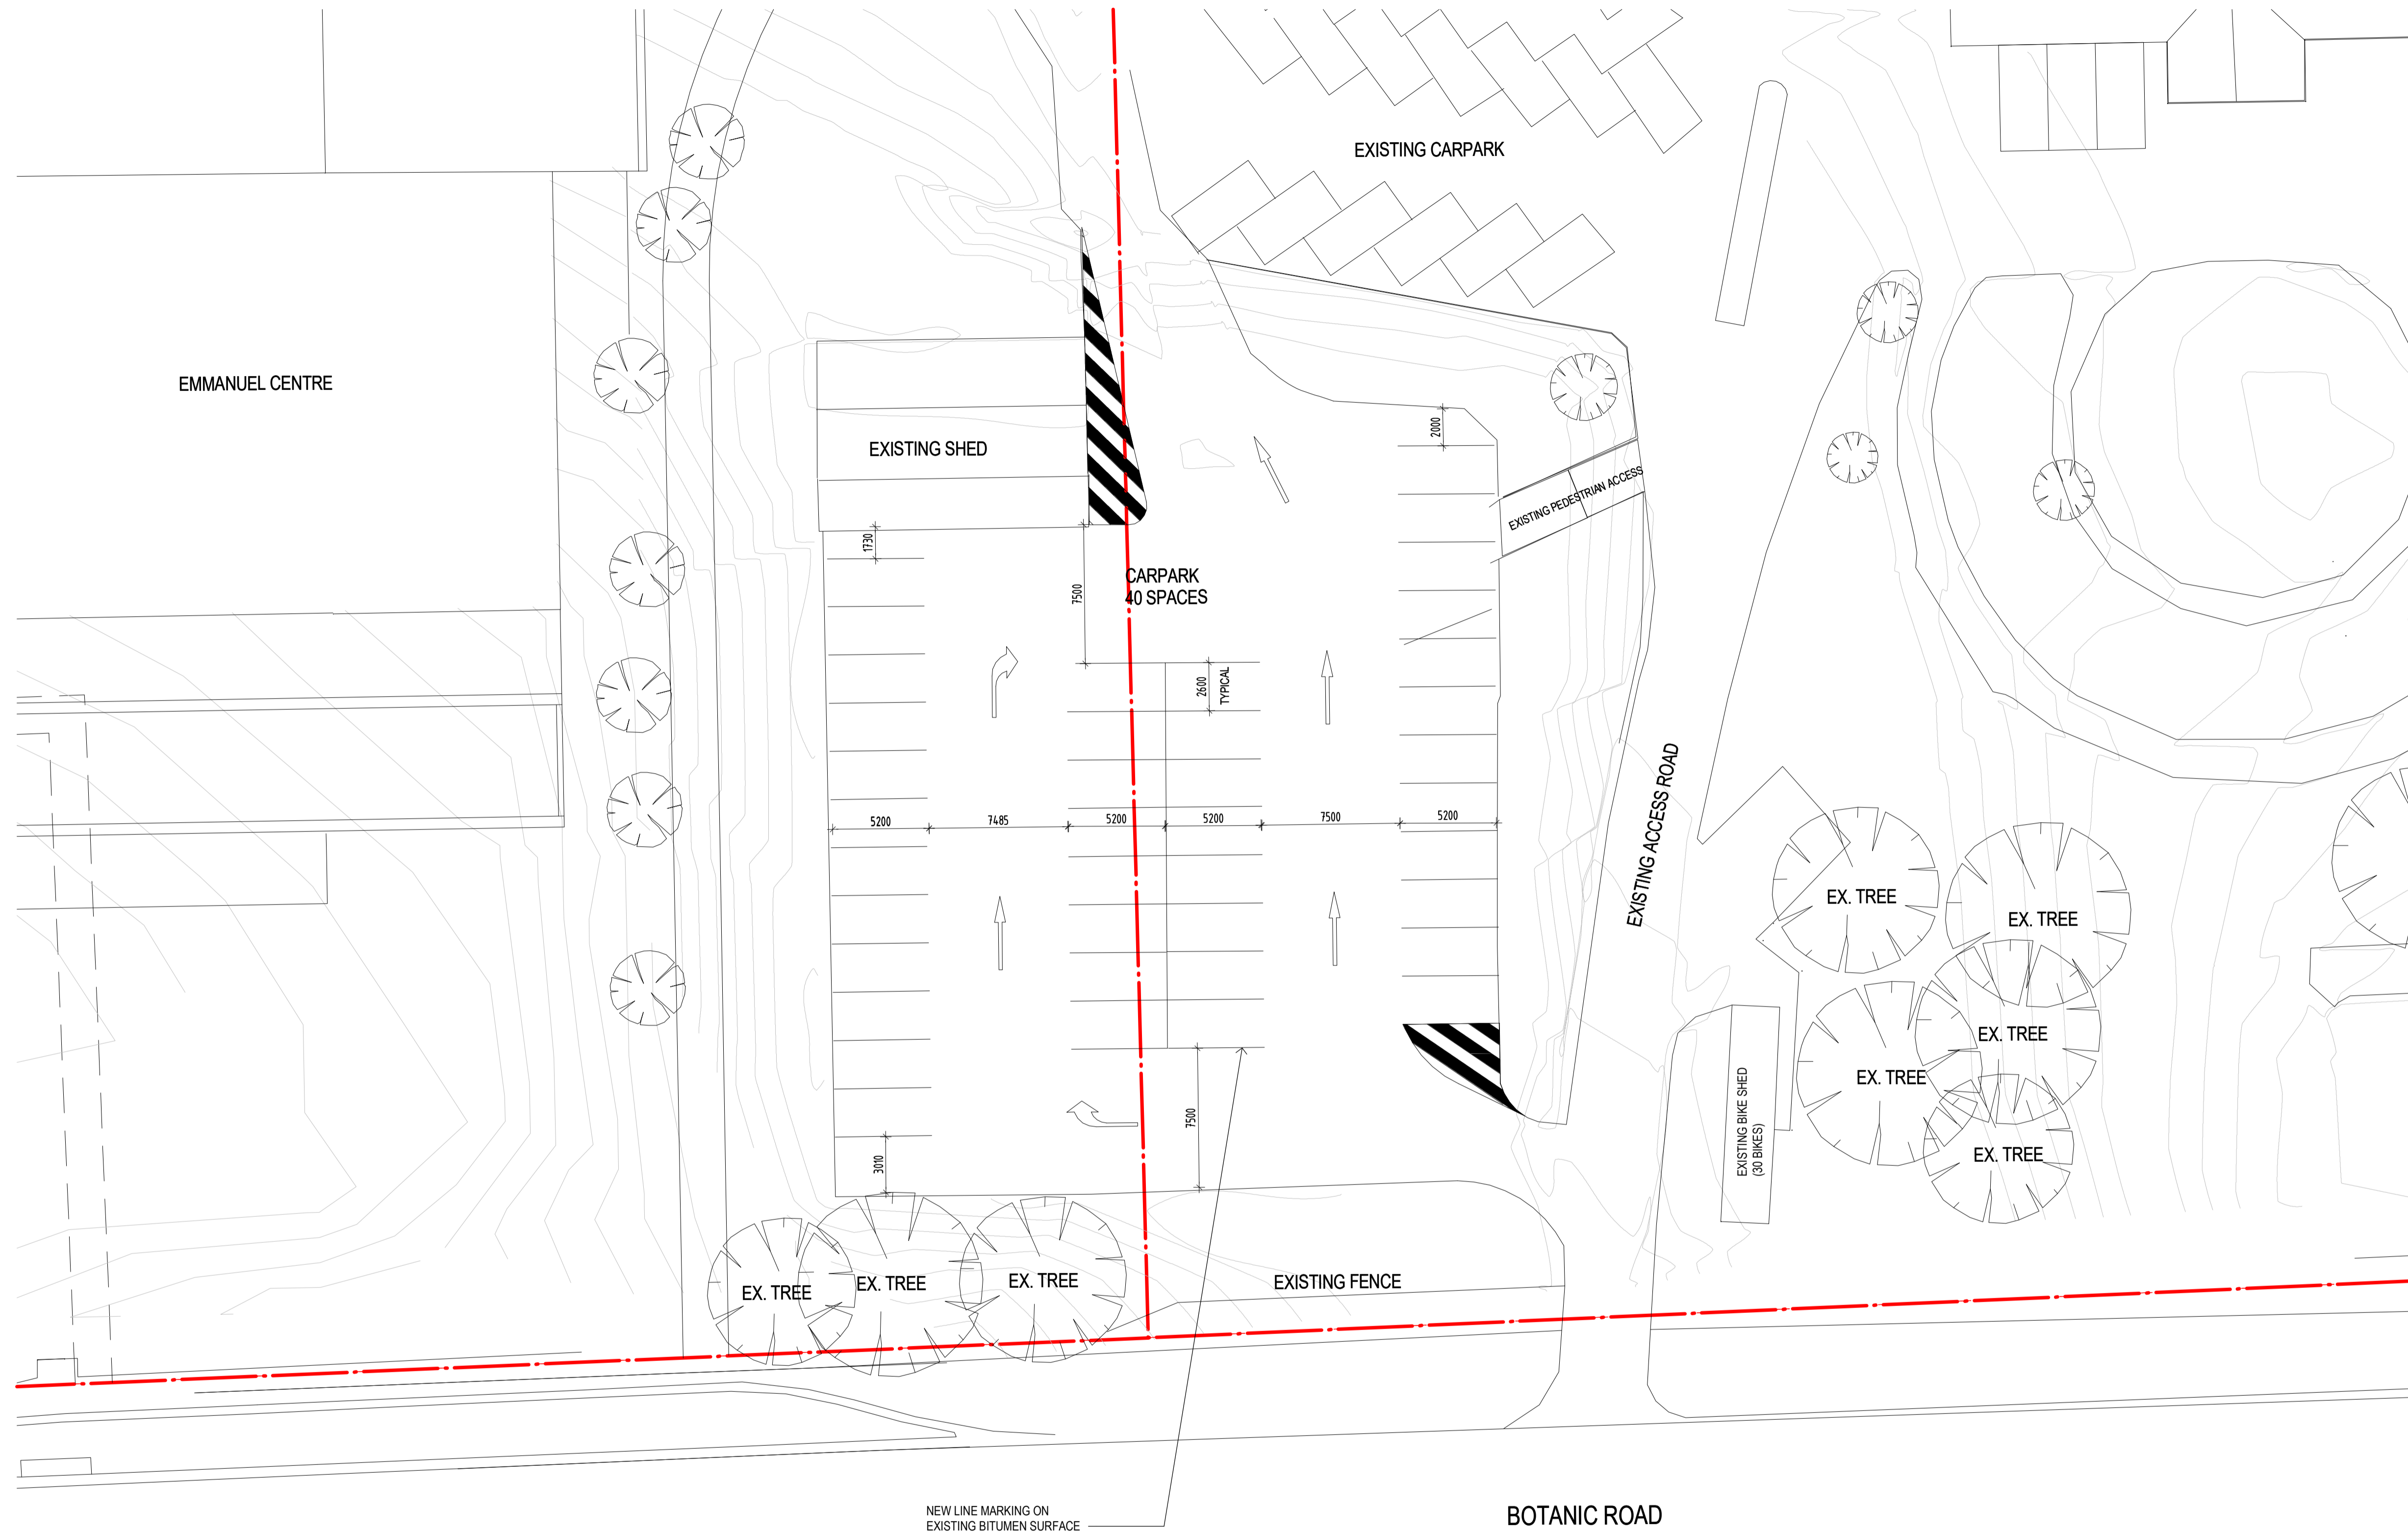 EXISTING CARPARK
EMMANUEL CENTRE
EXISTING SHED
2000
EXISTING PEDESTRIAN ACCESS
1730
7500
CARPARK
40 SPACES
2600
TYPICAL
5200
7485
5200
5200
7500
5200
EXISTING ACCESS ROAD
EX. TREE
EX. TREE
EX. TREE
EX. TREE
EX. TREE
EXISTING BIKE SHED
(30 BIKES)
7500
3010
EX. TREE
EX. TREE
EX. TREE
EXISTING FENCE
NEW LINE MARKING ON
EXISTING BITUMEN SURFACE
BOTANIC ROAD